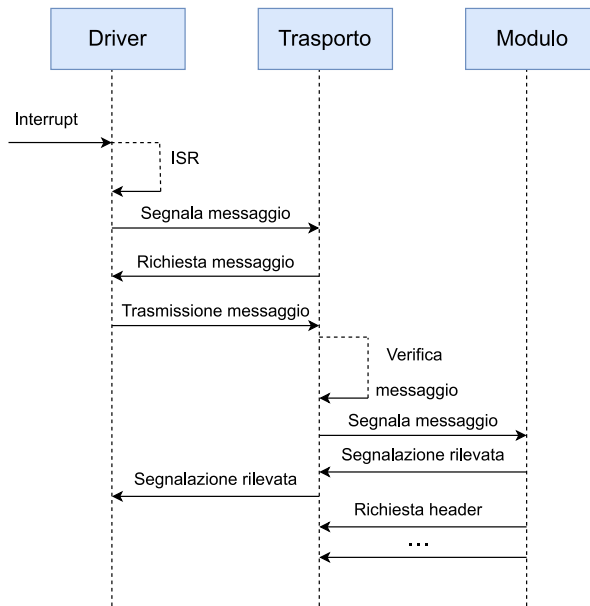 Driver
Trasporto
Modulo
Interrupt
ISR
Segnala messaggio
Richiesta messaggio
Trasmissione messaggio
Verifica
messaggio
Segnala messaggio
Segnalazione rilevata
Segnalazione rilevata
Richiesta header
...